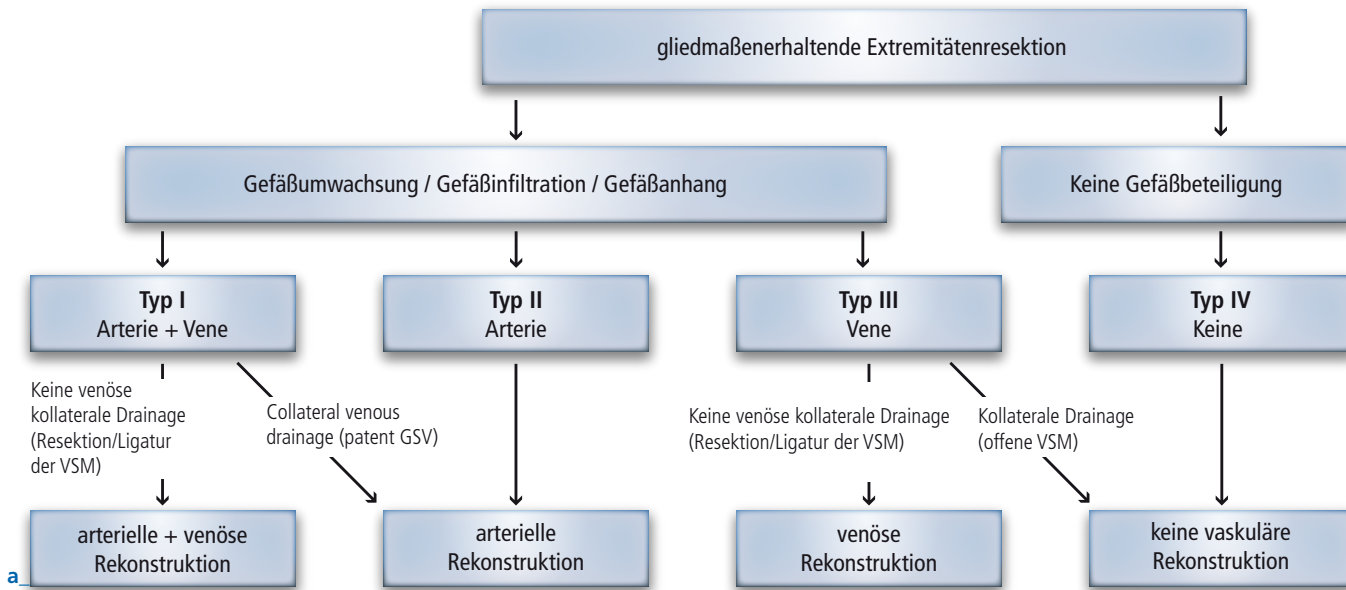 gliedmaßenerhaltende Extremitätenresektion
Gefäßumwachsung / Gefäßinfiltration / Gefäßanhang
Keine Gefäßbeteiligung
Typ I
Arterie + Vene
Typ II
Arterie
Typ III
Vene
Typ IV
Keine
Keine venöse
kollaterale Drainage
(Resektion/Ligatur
der VSM)
Collateral venous
drainage (patent GSV)
Keine venöse kollaterale Drainage
(Resektion/Ligatur der VSM)
Kollaterale Drainage
(offene VSM)
arterielle + venöse
Rekonstruktion
arterielle
Rekonstruktion
venöse
Rekonstruktion
keine vaskuläre
Rekonstruktion
a_